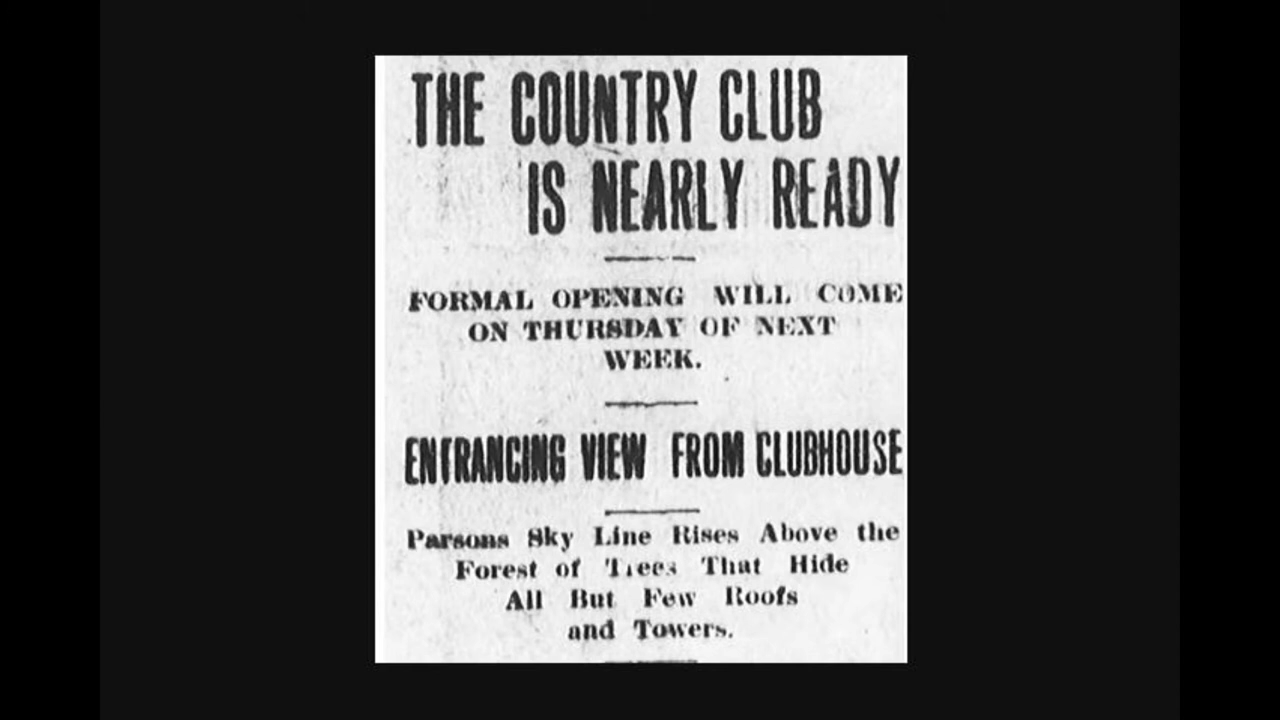 THE COUNTRY CLUB
IS NEARLY READY
FORMAL OPENING WILL COME
ON THURSDAY OF NEXT
WEEK.
ENTRANCING VIEW FROM CLUBHOUSE
Parsons Sky Line Rises Above the
Forest of Trees That Hide
All But Few Roofs
and Towers.